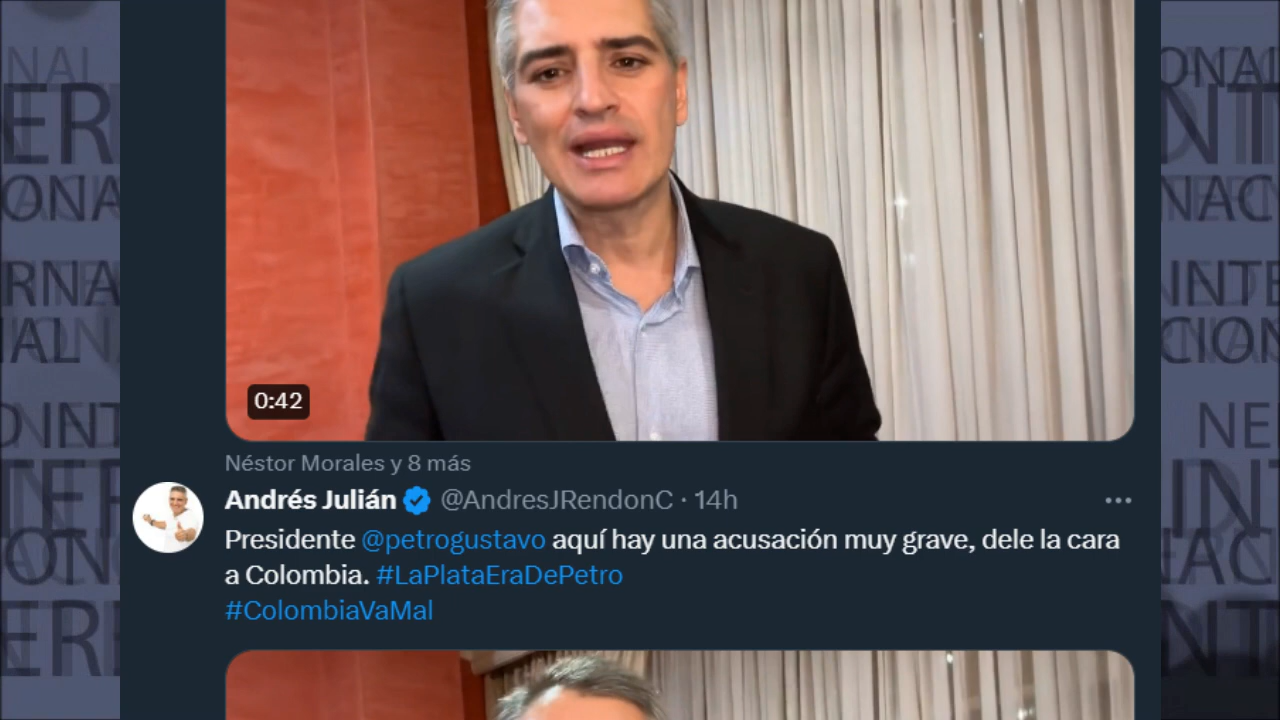 0:42
Néstor Morales y 8 más
Andrés Julián @AndresJRendonC · 14h
Presidente @petrogustavo aquí hay una acusación muy grave, dele la cara
a Colombia. #LaPlataEraDePetro
#ColombiaVaMal